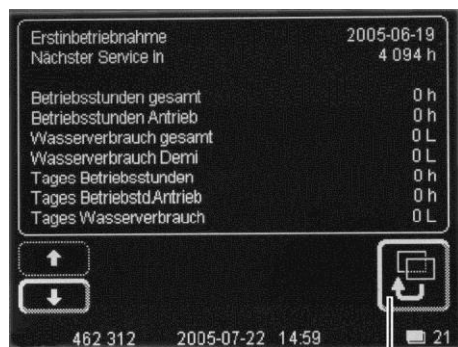 Erstinbetriebnahme 2005-06-19
Nächster Service in 4 094 h
Betriebsstunden gesamt 0 h
Betriebsstunden Antrieb 0 h
Wasserverbrauch gesamt 0 L
Wasserverbrauch Demi 0 L
Tages Betriebsstunden 0 h
Tages Betriebstd.Antrieb 0 h
Tages Wasserverbrauch 0 L
462 312 2005-07-22 14:59 21